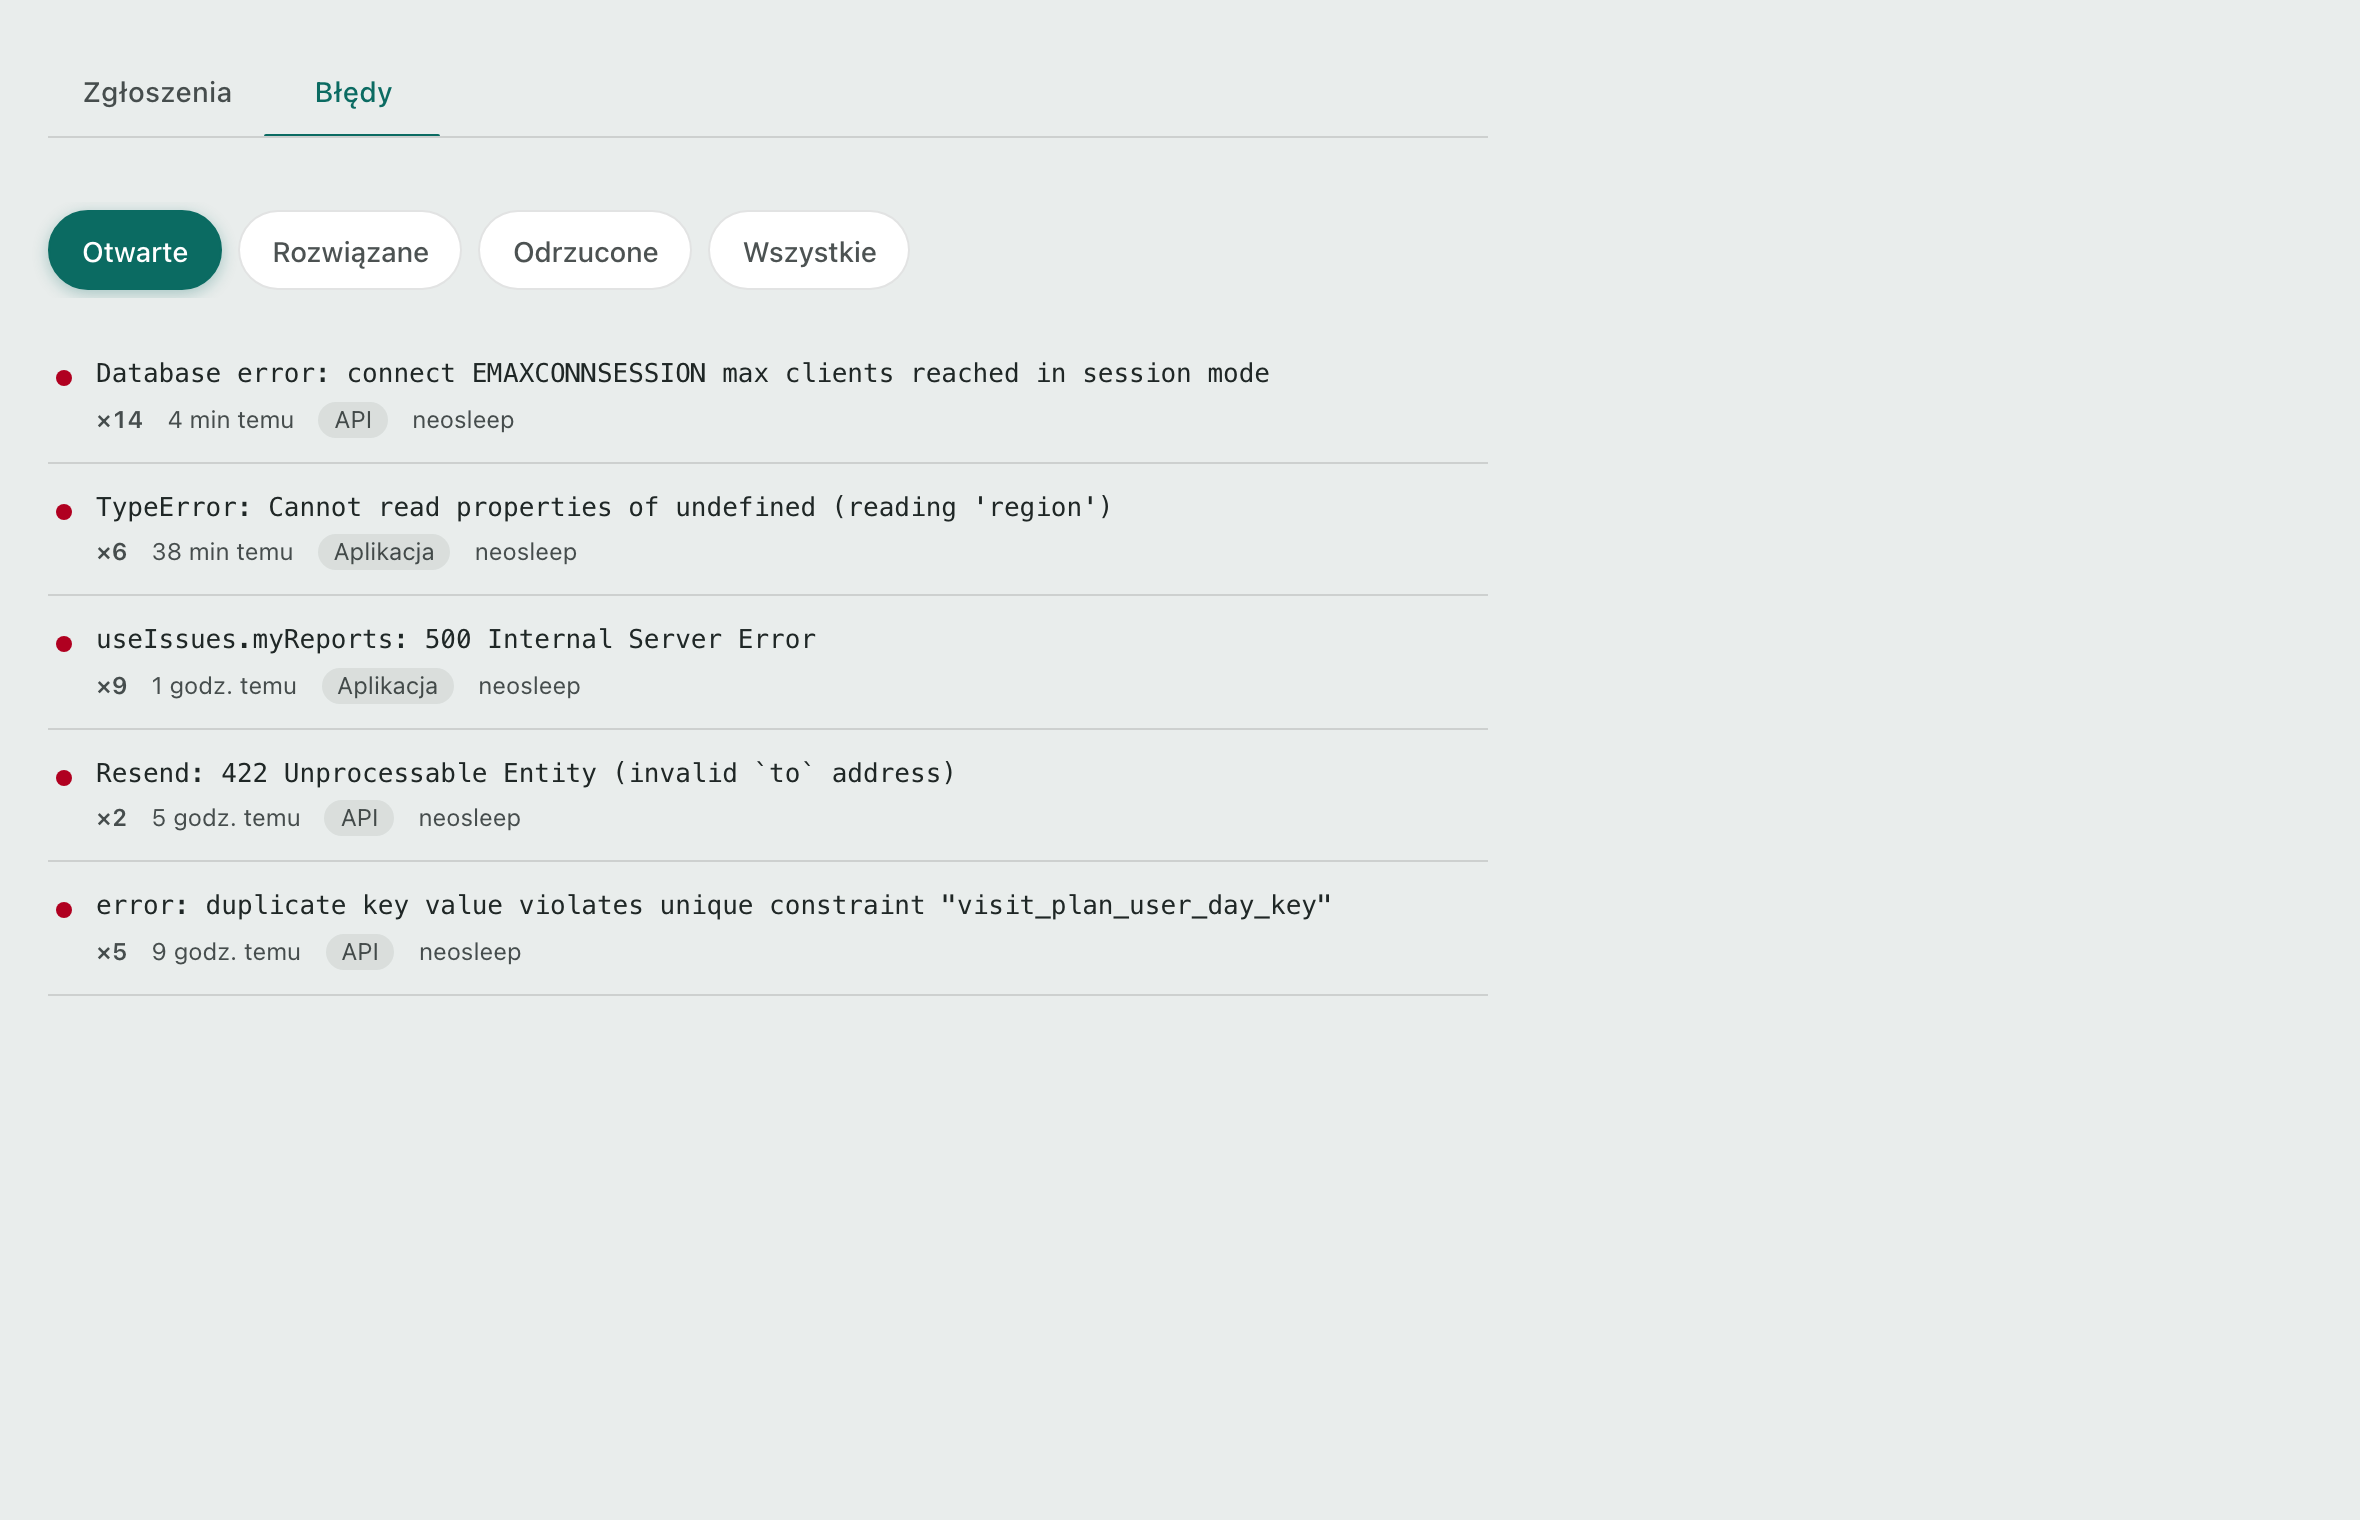 Zgłoszenia Błędy
Otwarte Rozwiązane Odrzucone Wszystkie
Database error: connect EMAXCONNSESSION max clients reached in session mode
×14 4 min temu API neosleep
TypeError: Cannot read properties of undefined (reading 'region')
×6 38 min temu Aplikacja neosleep
useIssues.myReports: 500 Internal Server Error
×9 1 godz. temu Aplikacja neosleep
Resend: 422 Unprocessable Entity (invalid `to` address)
×2 5 godz. temu API neosleep
error: duplicate key value violates unique constraint "visit_plan_user_day_key"
×5 9 godz. temu API neosleep